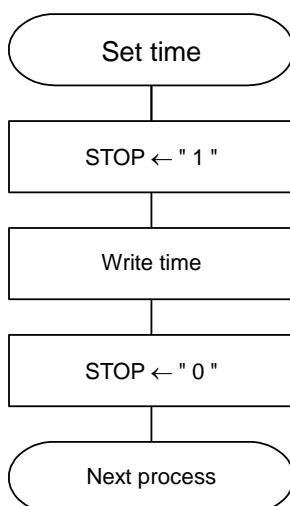 Set time
STOP ← " 1 "
Write time
STOP ← " 0 "
Next process